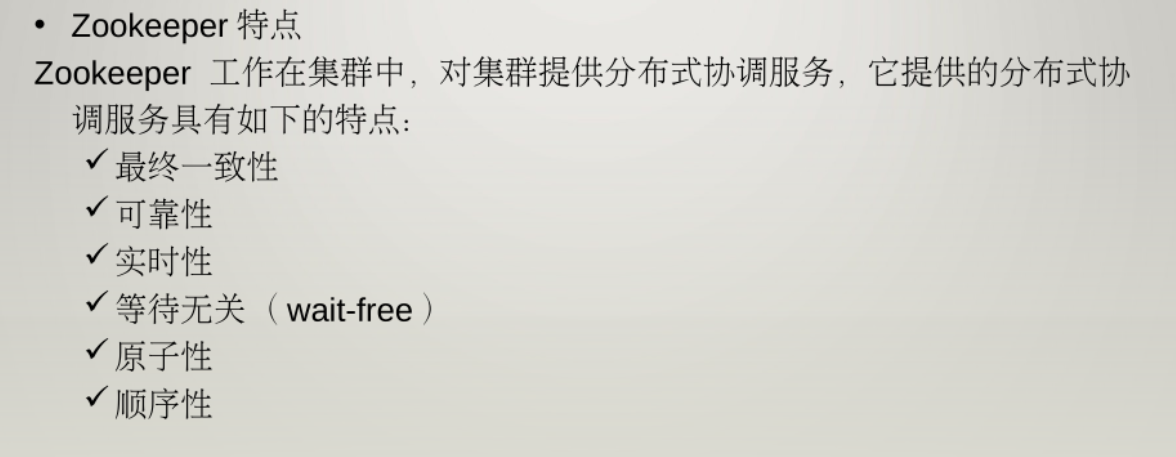 • Zookeeper 特点
Zookeeper 工作在集群中，对集群提供分布式协调服务，它提供的分布式协
调服务具有如下的特点：
✓最终一致性
✓可靠性
✓实时性
✓等待无关（wait-free）
✓原子性
✓顺序性